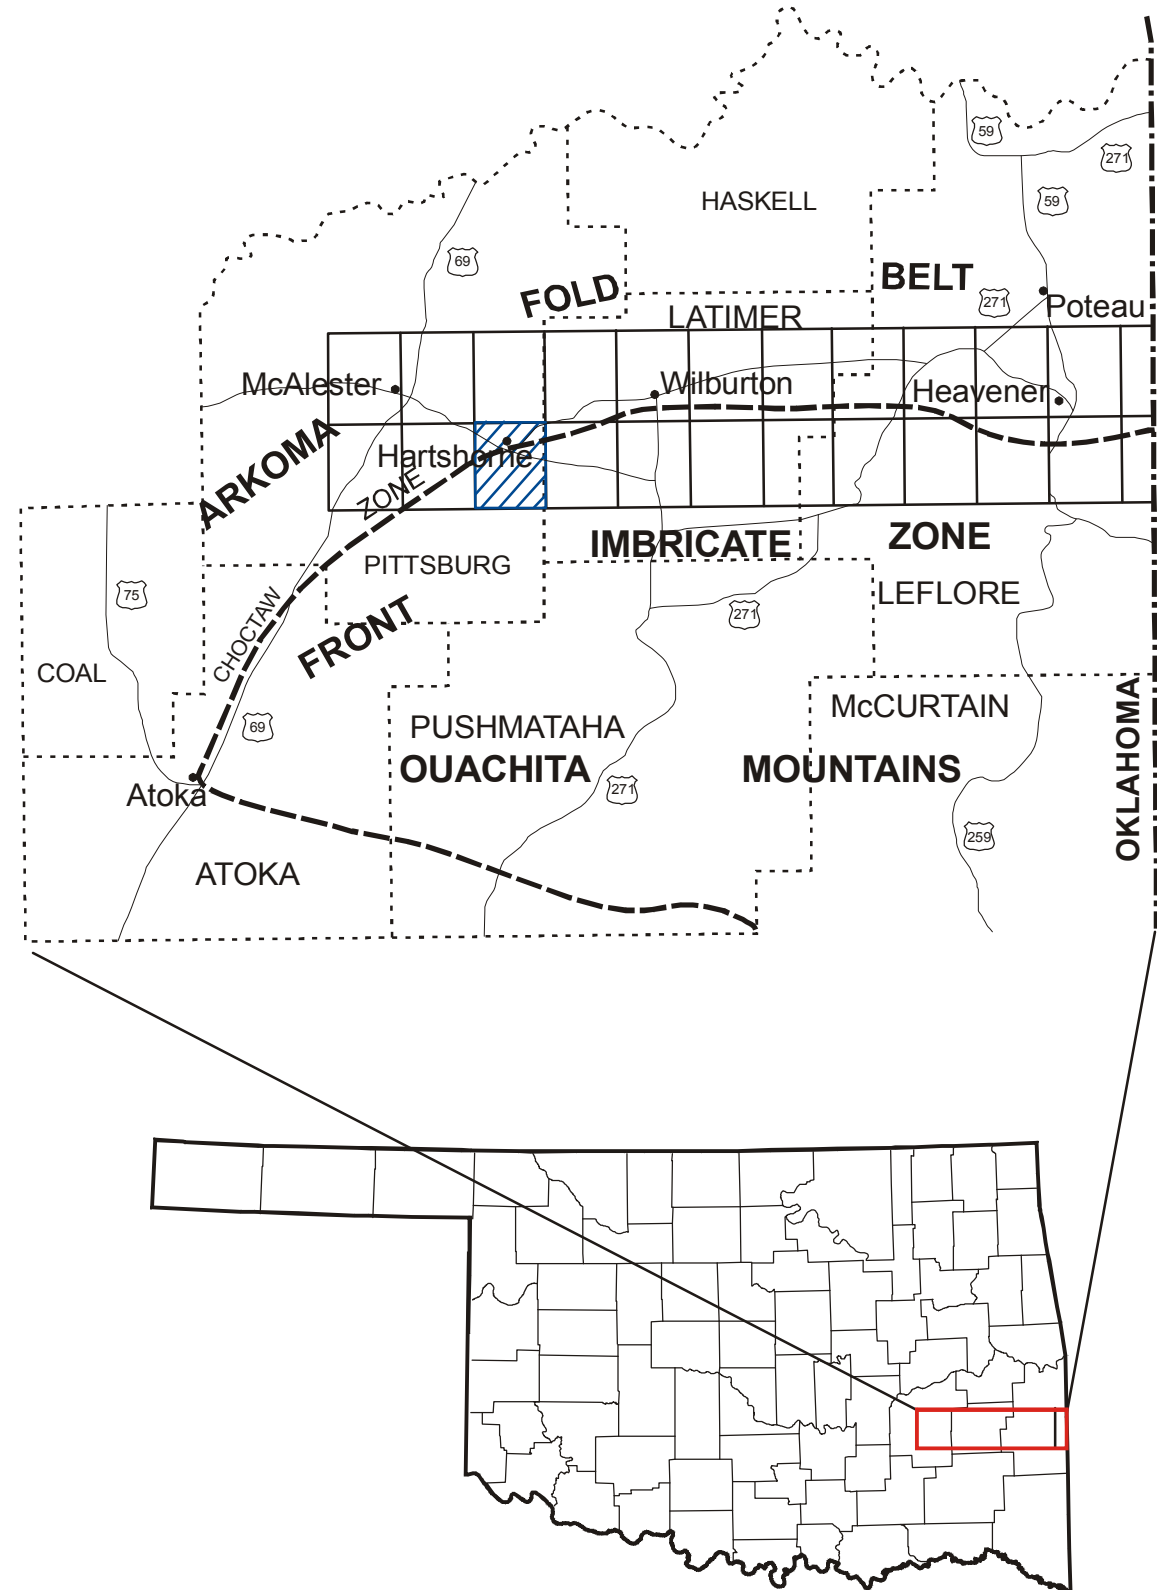 59
271
HASKELL
59
69
BELT
FOLD
271
Poteau
LATIMER
McAlester
Wilburton
Heavener
ARKOMA
Hartshorne
ZONE
IMBRICATE
ZONE
PITTSBURG
75
CHOCTAW
271
LEFLORE
FRONT
COAL
McCURTAIN
69
PUSHMATAHA
OUACHITA
MOUNTAINS
OKLAHOMA
271
Atoka
259
ATOKA